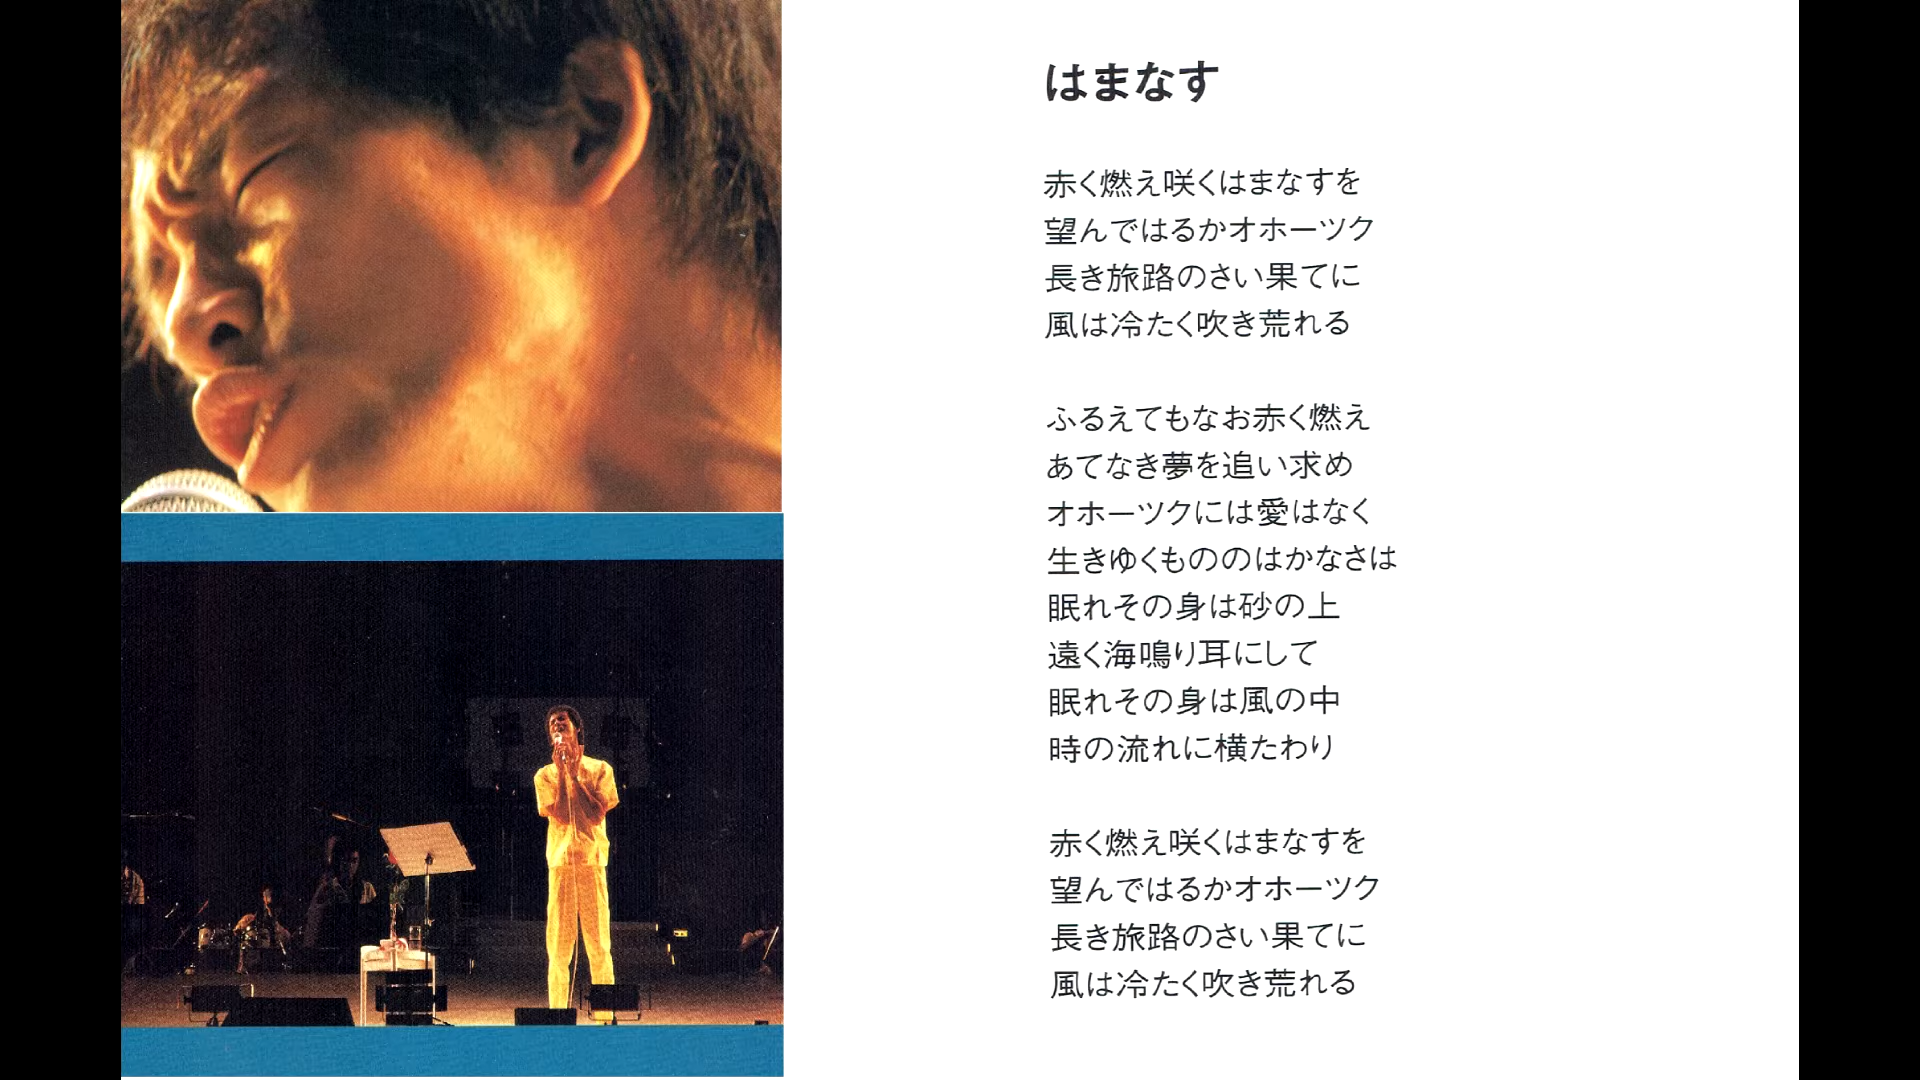 はまなす
赤く燃え咲くはまなすを
望んではるかオホーツク
長き旅路のさい果てに
風は冷たく吹き荒れる
ふるえてもなお赤く燃え
あてなき夢を追い求め
オホーツクには愛はなく
生きゆくもののはかなさは
眠れその身は砂の上
遠く海鳴り耳にして
眠れその身は風の中
時の流れに横たわり
赤く燃え咲くはまなすを
望んではるかオホーツク
長き旅路のさい果てに
風は冷たく吹き荒れる